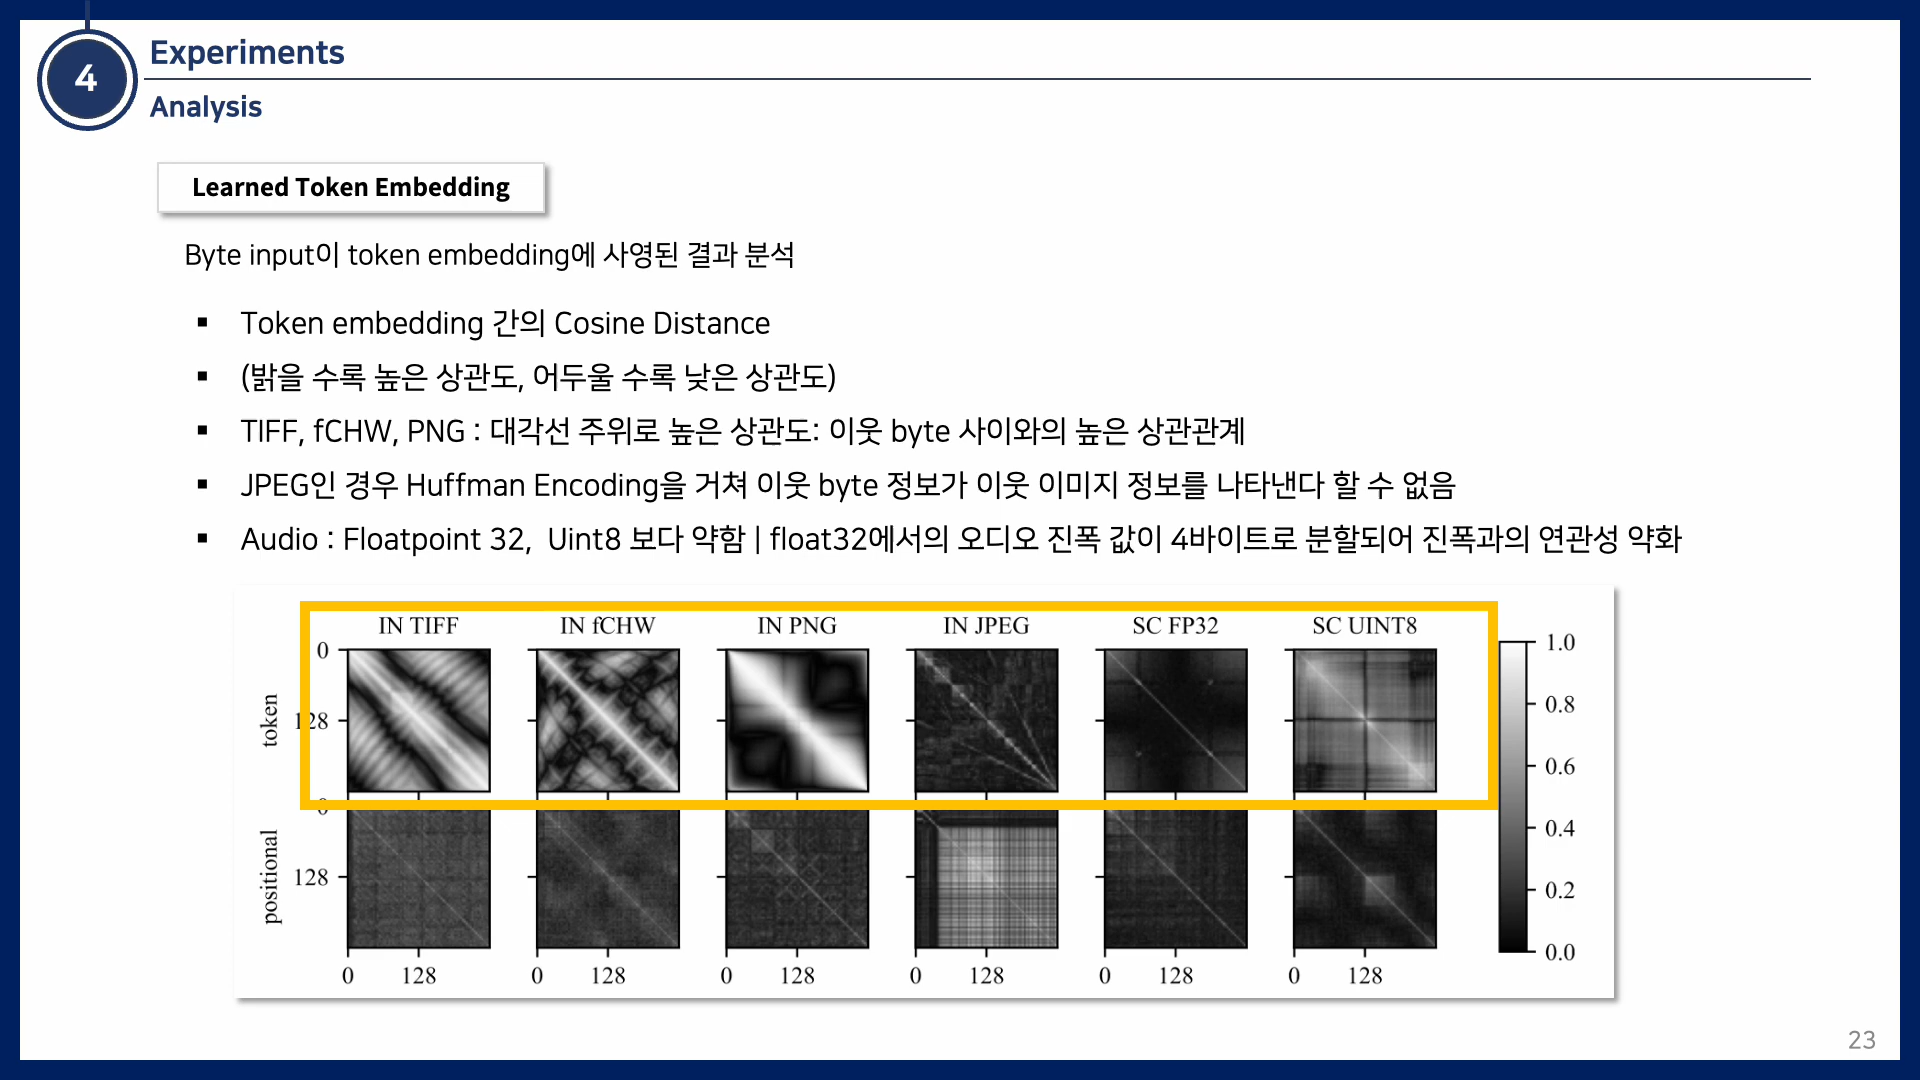 4
Experiments
Analysis
Learned Token Embedding
Byte input이 token embedding에 사영된 결과 분석
▪ Token embedding 간의 Cosine Distance
▪ (밝을 수록 높은 상관도, 어두울 수록 낮은 상관도)
▪ TIFF, fCHW, PNG : 대각선 주위로 높은 상관도: 이웃 byte 사이와의 높은 상관관계
▪ JPEG인 경우 Huffman Encoding을 거쳐 이웃 byte 정보가 이웃 이미지 정보를 나타낸다 할 수 없음
▪ Audio : Floatpoint 32, Uint8 보다 약함 | float32에서의 오디오 진폭 값이 4바이트로 분할되어 진폭과의 연관성 약화
IN TIFF IN fCHW IN PNG IN JPEG SC FP32 SC UINT8
0
token
128
0
positional
128
0 128 0 128 0 128 0 128 0 128 0 128
1.0
0.8
0.6
0.4
0.2
0.0
23